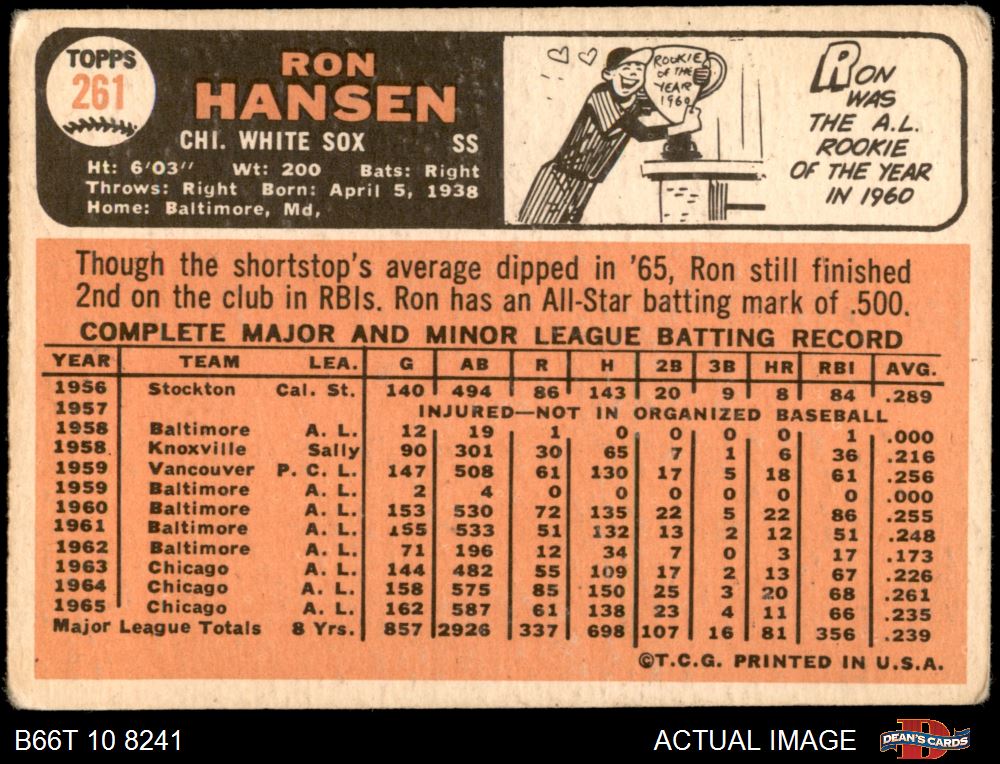 TOPPS
261
RON
HANSEN
CHI. WHITE SOX SS
Ht: 6'03" Wt: 200 Bats: Right
Throws: Right Born: April 5, 1938
Home: Baltimore, Md,
ROOKIE
OF THE
YEAR
1960
RON
WAS
THE A.L.
ROOKIE
OF THE YEAR
IN 1960
Though the shortstop's average dipped in '65, Ron still finished
2nd on the club in RBIs. Ron has an All-Star batting mark of .500.
COMPLETE MAJOR AND MINOR LEAGUE BATTING RECORD
YEAR TEAM LEA. G AB R H 2B 3B HR RBI AVG.
1956 Stockton Cal. St. 140 494 86 143 20 9 8 84 .289
1957 INJURED—NOT IN ORGANIZED BASEBALL
1958 Baltimore A. L. 12 19 1 0 0 0 0 1 .000
1958 Knoxville Sally 90 301 30 65 7 1 6 36 .216
1959 Vancouver P. C. L. 147 508 61 130 17 5 18 61 .256
1959 Baltimore A. L. 2 4 0 0 0 0 0 0 .000
1960 Baltimore A. L. 153 530 72 135 22 5 22 86 .255
1961 Baltimore A. L. 155 533 51 132 13 2 12 51 .248
1962 Baltimore A. L. 71 196 12 34 7 0 3 17 .173
1963 Chicago A. L. 144 482 55 109 17 2 13 67 .226
1964 Chicago A. L. 158 575 85 150 25 3 20 68 .261
1965 Chicago A. L. 162 587 61 138 23 4 11 66 .235
Major League Totals 8 Yrs. 857 2926 337 698 107 16 81 356 .239
©T.C.G. PRINTED IN U.S.A.
B66T 10 8241
ACTUAL IMAGE
D
DEAN'S CARDS